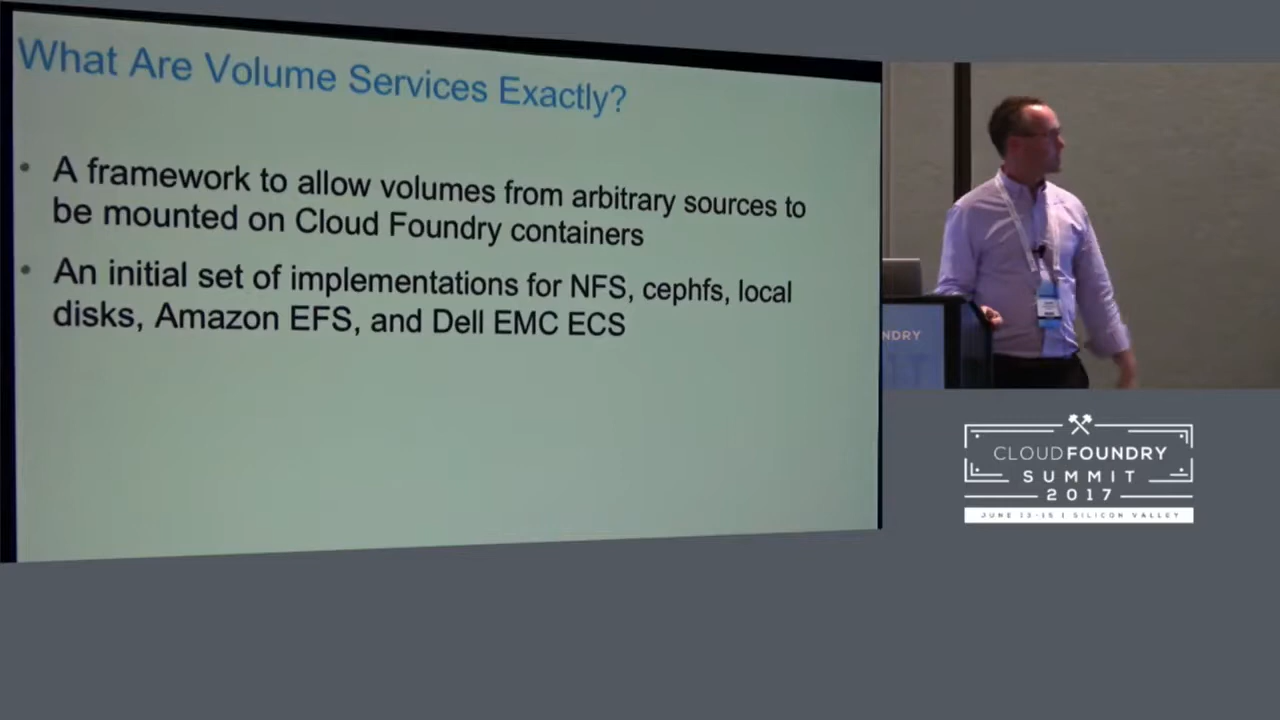 What Are Volume Services Exactly?
• A framework to allow volumes from arbitrary sources to
be mounted on Cloud Foundry containers
• An initial set of implementations for NFS, cephfs, local
disks, Amazon EFS, and Dell EMC ECS
NDRY
CLOUDFOUNDRY
SUMMIT
2017
JUNE 13-15 | SILICON VALLEY